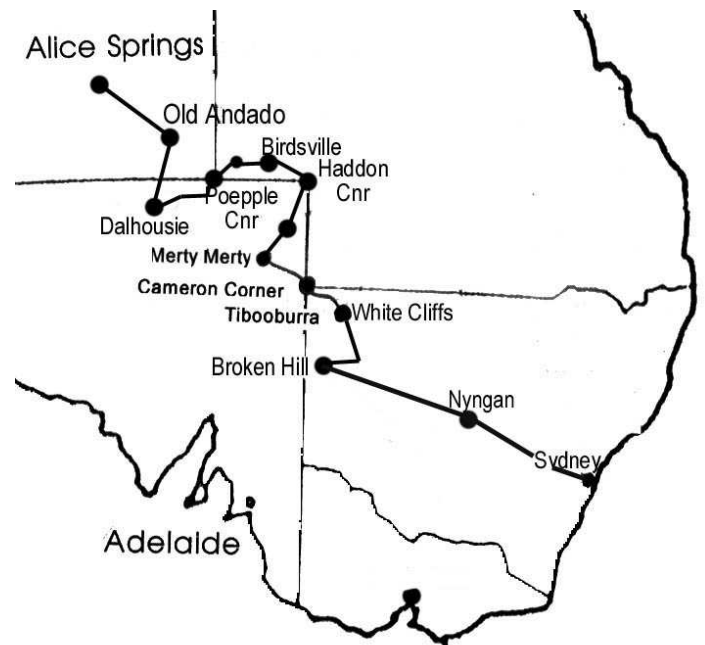 Alice Springs
Old Andado
Birdsville
Haddon
Cnr
Poepple
Cnr
Dalhousie
Merty Merty
Cameron Corner
Tibooburra
White Cliffs
Broken Hill
Nyngan
Sydney
Adelaide